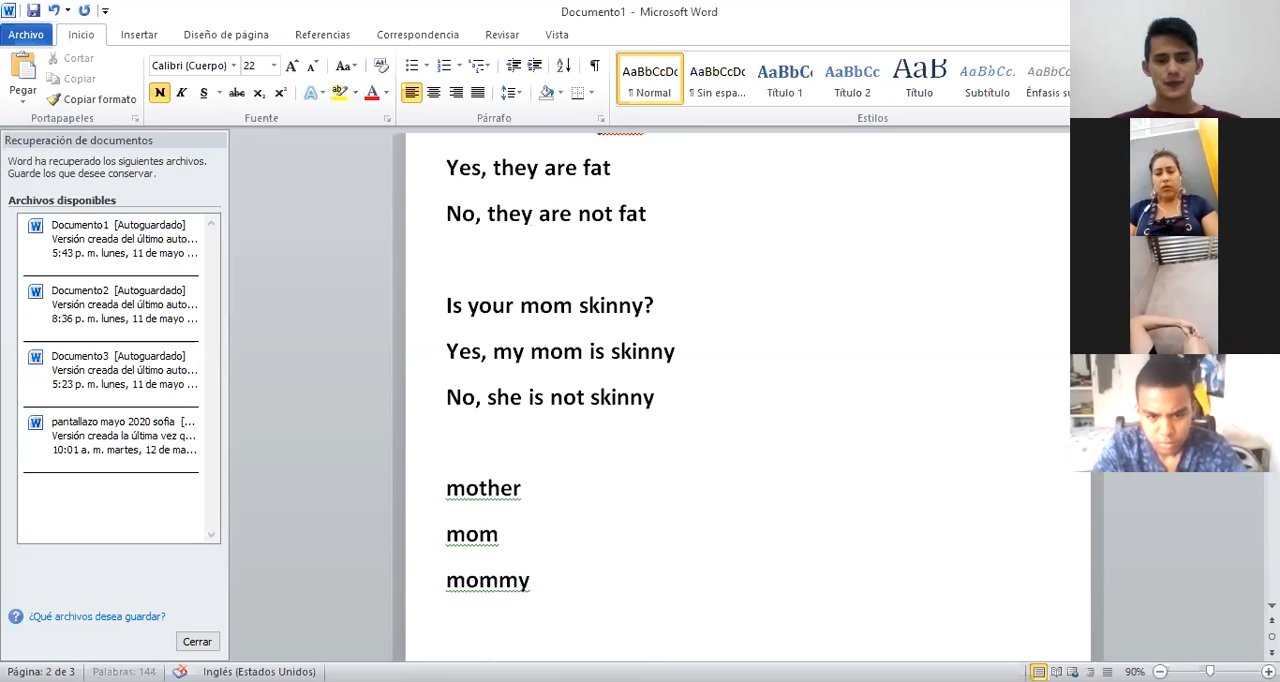 Documento1 - Microsoft Word
Archivo Inicio Insertar Diseño de página Referencias Correspondencia Revisar Vista
Pegar
Cortar
Copiar
Copiar formato
Portapapeles
Calibri (Cuerpo) 22
Fuente
Párrafo
AaBbCcDc AaBbCcDc AaBbC AaBbCc AaB AaBbCc. AaBbCcD
¶ Normal ¶ Sin espa... Título 1 Título 2 Título Subtítulo Énfasis su
Estilos
Recuperación de documentos
Word ha recuperado los siguientes archivos.
Guarde los que desee conservar.
Archivos disponibles
Documento1 [Autoguardado]
Versión creada del último auto...
5:43 p. m. lunes, 11 de mayo ...
Documento2 [Autoguardado]
Versión creada del último auto...
8:36 p. m. lunes, 11 de mayo ...
Documento3 [Autoguardado]
Versión creada del último auto...
5:23 p. m. lunes, 11 de mayo ...
pantallazo mayo 2020 sofia [...
Versión creada la última vez q...
10:01 a. m. martes, 12 de ma...
¿Qué archivos desea guardar?
Cerrar
Yes, they are fat
No, they are not fat
Is your mom skinny?
Yes, my mom is skinny
No, she is not skinny
mother
mom
mommy
Página: 2 de 3 Palabras: 144 Inglés (Estados Unidos) 90%